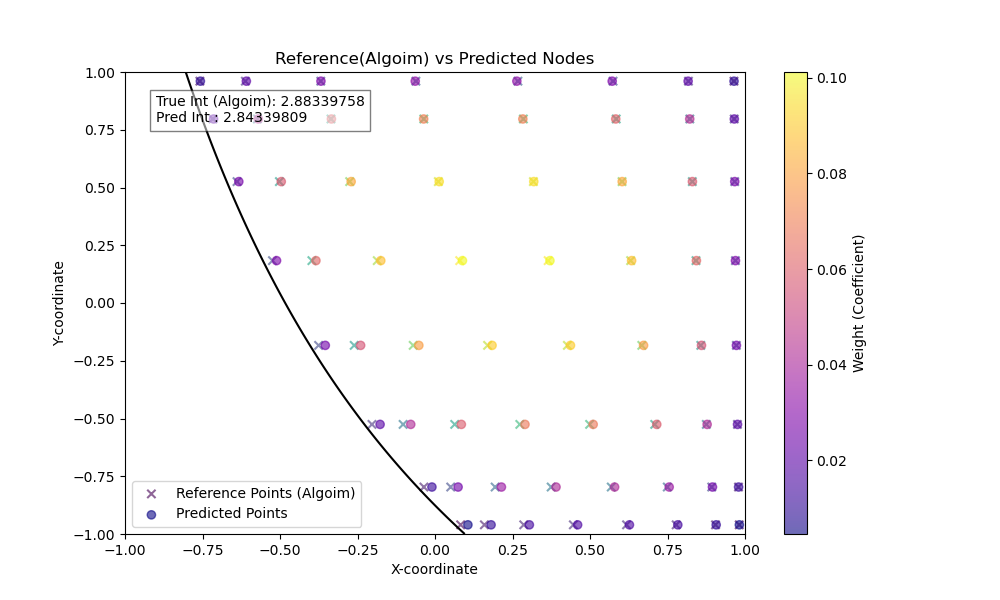 Reference(Algoim) vs Predicted Nodes
True Int (Algoim): 2.88339758
Pred Int : 2.84339809
1.00
0.75
0.50
0.25
0.00
−0.25
−0.50
−0.75
−1.00
Y-coordinate
Reference Points (Algoim)
Predicted Points
−1.00 −0.75 −0.50 −0.25 0.00 0.25 0.50 0.75 1.00
X-coordinate
0.10
0.08
0.06
0.04
0.02
Weight (Coefficient)